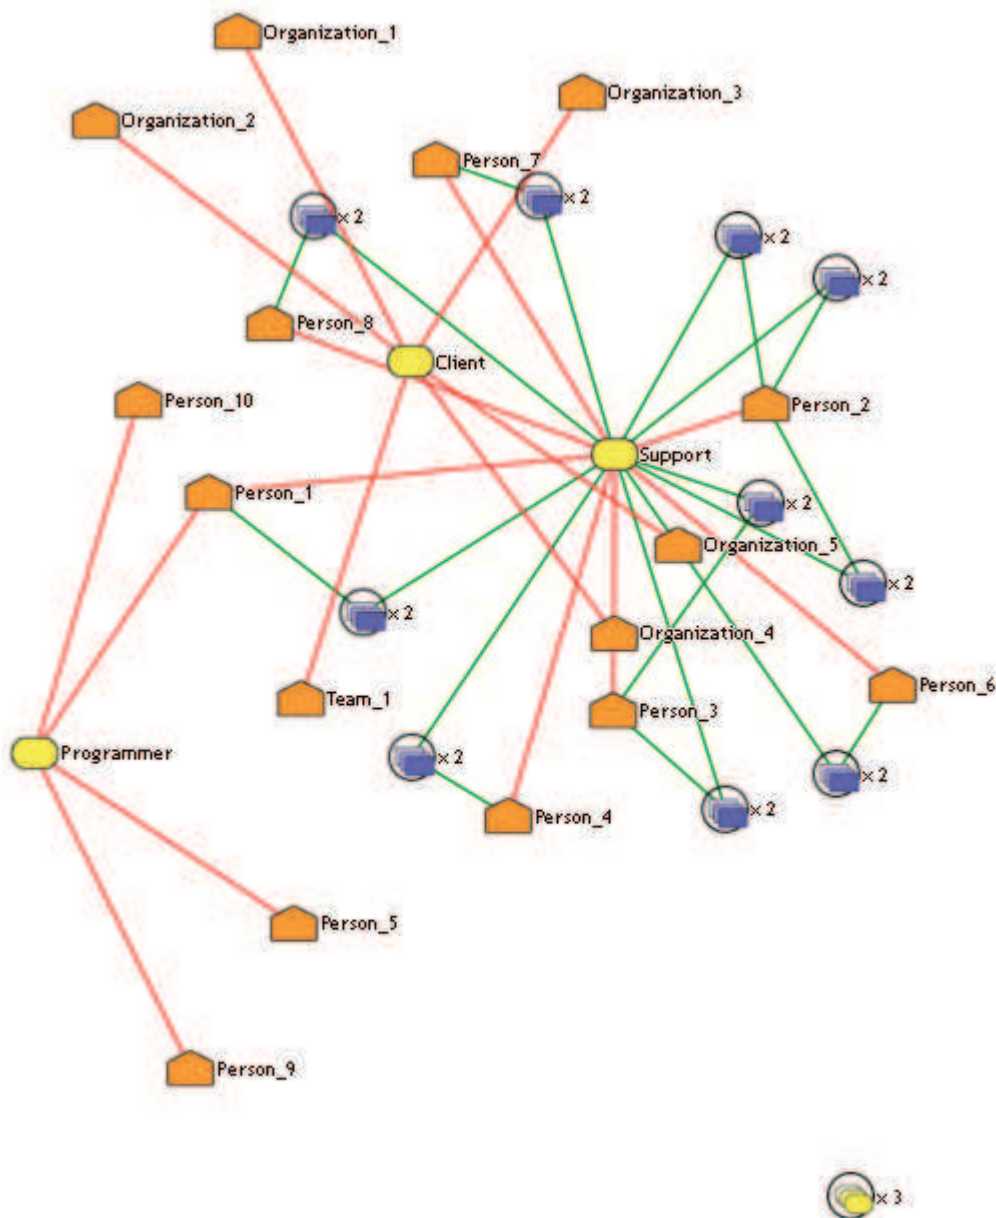 Organization_1
Organization_3
Organization_2
Person_7
× 2
× 2
× 2
× 2
Person_8
Client
Person_10
Person_2
Support
Person_1
× 2
Organization_5
× 2
× 2
Organization_4
Person_6
Team_1
Person_3
Programmer
× 2
× 2
× 2
Person_4
Person_5
Person_9
× 3